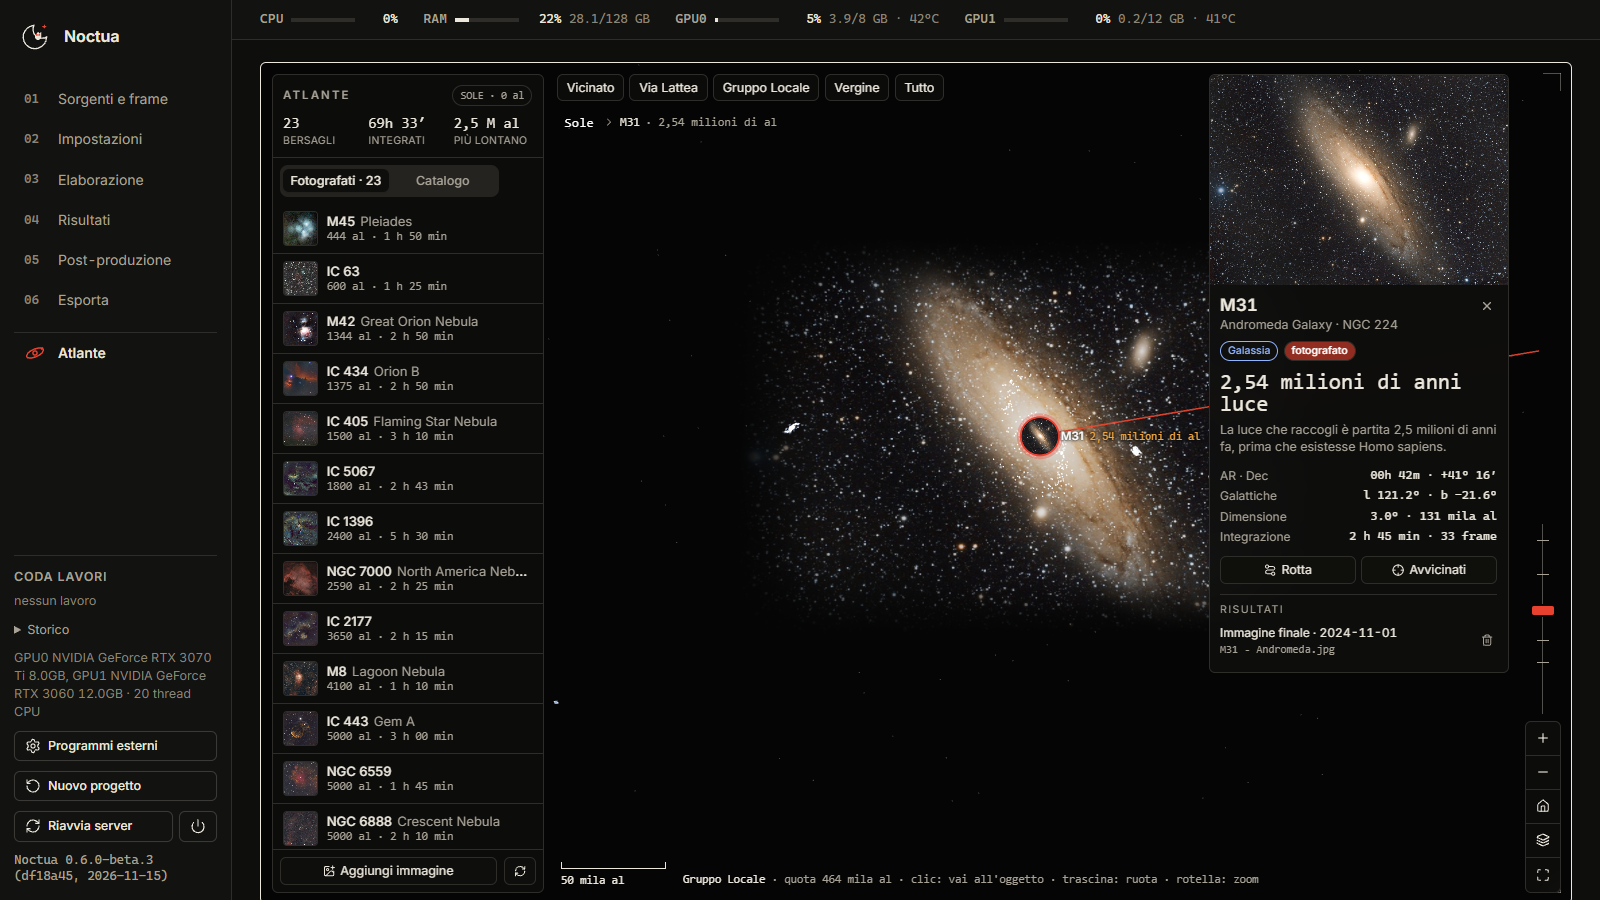 CPU 0% RAM 22% 28.1/128 GB GPU0 5% 3.9/8 GB · 42°C GPU1 0% 0.2/12 GB · 41°C
Noctua
01 Sorgenti e frame
02 Impostazioni
03 Elaborazione
04 Risultati
05 Post-produzione
06 Esporta
Atlante
CODA LAVORI
nessun lavoro
Storico
GPU0 NVIDIA GeForce RTX 3070
Ti 8.0GB, GPU1 NVIDIA GeForce
RTX 3060 12.0GB · 20 thread
CPU
Programmi esterni
Nuovo progetto
Riavvia server
Noctua 0.6.0-beta.3
(df18a45, 2026-11-15)
ATLANTE SOLE · 0 al
23 69h 33′ 2,5 M al
BERSAGLI INTEGRATI PIÙ LONTANO
Fotografati · 23 Catalogo
M45 Pleiades
444 al · 1 h 50 min
IC 63
600 al · 1 h 25 min
M42 Great Orion Nebula
1344 al · 2 h 50 min
IC 434 Orion B
1375 al · 2 h 50 min
IC 405 Flaming Star Nebula
1500 al · 3 h 10 min
IC 5067
1800 al · 2 h 43 min
IC 1396
2400 al · 5 h 30 min
NGC 7000 North America Neb...
2590 al · 2 h 25 min
IC 2177
3650 al · 2 h 15 min
M8 Lagoon Nebula
4100 al · 1 h 10 min
IC 443 Gem A
5000 al · 3 h 00 min
NGC 6559
5000 al · 1 h 45 min
NGC 6888 Crescent Nebula
5000 al · 2 h 10 min
Aggiungi immagine
Vicinato Via Lattea Gruppo Locale Vergine Tutto
Sole > M31 · 2,54 milioni di al
M31 2,54 milioni di al
50 mila al
Gruppo Locale · quota 464 mila al · clic: vai all'oggetto · trascina: ruota · rotella: zoom
M31
Andromeda Galaxy · NGC 224
Galassia fotografato
2,54 milioni di anni
luce
La luce che raccogli è partita 2,5 milioni di anni
fa, prima che esistesse Homo sapiens.
AR · Dec 00h 42m · +41° 16′
Galattiche l 121.2° · b −21.6°
Dimensione 3.0° · 131 mila al
Integrazione 2 h 45 min · 33 frame
Rotta Avvicinati
RISULTATI
Immagine finale · 2024-11-01
M31 - Andromeda.jpg